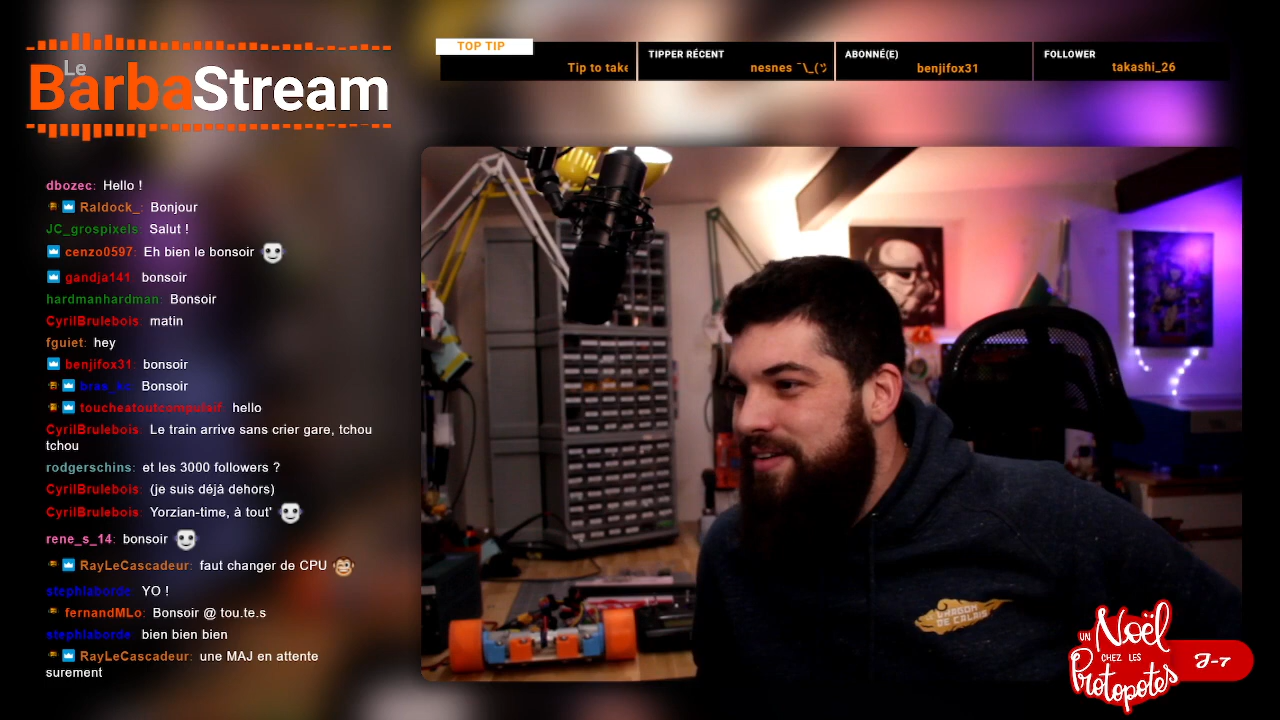 Le
BarbaStream
TOP TIP
Tip to take
TIPPER RÉCENT
nesnes ¯\_(ツ
ABONNÉ(E)
benjifox31
FOLLOWER
takashi_26
dbozec: Hello !
Raldock_: Bonjour
JC_grospixels: Salut !
cenzo0597: Eh bien le bonsoir
gandja141: bonsoir
hardmanhardman: Bonsoir
CyrilBrulebois: matin
fguiet: hey
benjifox31: bonsoir
Bonsoir
toucheatoutcompulsif: hello
CyrilBrulebois: Le train arrive sans crier gare, tchou
tchou
rodgerschins: et les 3000 followers ?
CyrilBrulebois: (je suis déjà dehors)
CyrilBrulebois: Yorzian-time, à tout'
rene_s_14: bonsoir
RayLeCascadeur: faut changer de CPU
stephlaborde: YO !
fernandMLo: Bonsoir @ tou.te.s
stephlaborde: bien bien bien
RayLeCascadeur: une MAJ en attente
surement
DRAGON
DE CALAIS
UN
Noël
CHEZ LES
Protopotes
J-7